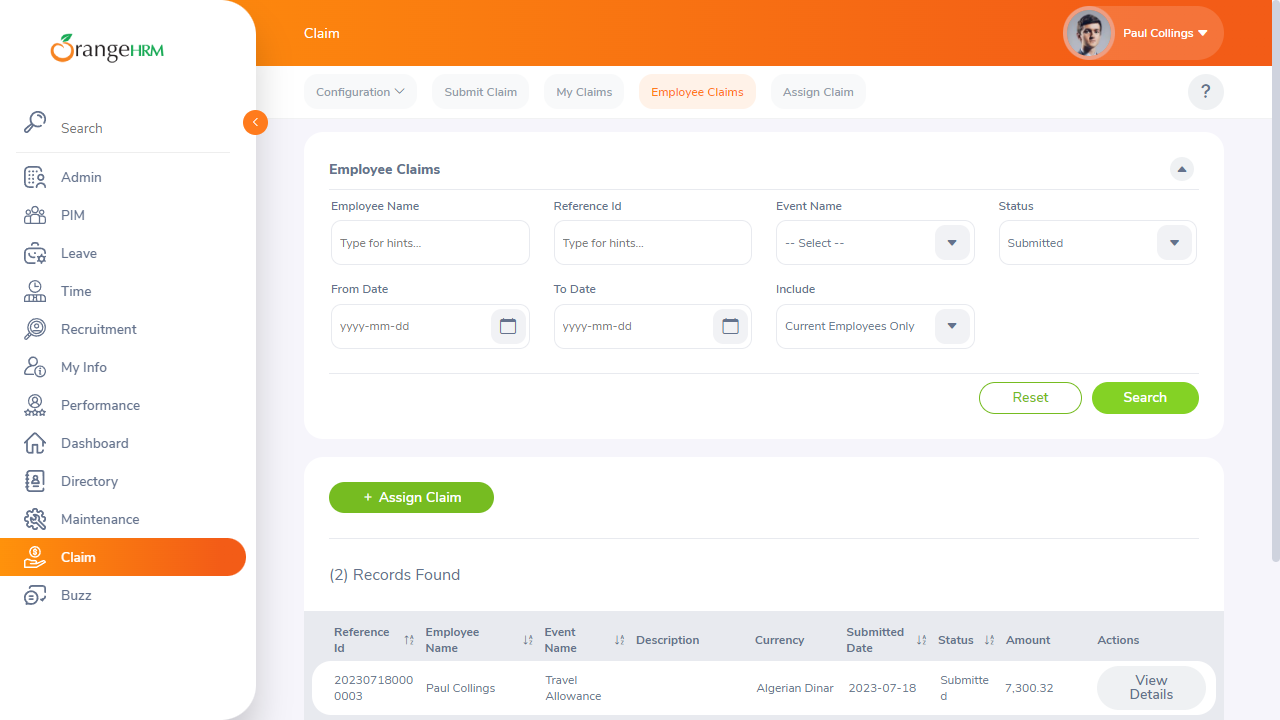 OrangeHRM
Claim
Paul Collings
Search
Admin
PIM
Leave
Time
Recruitment
My Info
Performance
Dashboard
Directory
Maintenance
Claim
Buzz
Configuration
Submit Claim
My Claims
Employee Claims
Assign Claim
?
Employee Claims
Employee Name
Reference Id
Event Name
Status
Type for hints...
Type for hints...
-- Select --
Submitted
From Date
To Date
Include
yyyy-mm-dd
yyyy-mm-dd
Current Employees Only
Reset
Search
+ Assign Claim
(2) Records Found
Reference
Id
Employee
Name
Event
Name
Description
Currency
Submitted
Date
Status
Amount
Actions
20230718000
0003
Paul Collings
Travel
Allowance
Algerian Dinar
2023-07-18
Submitte
d
7,300.32
View
Details